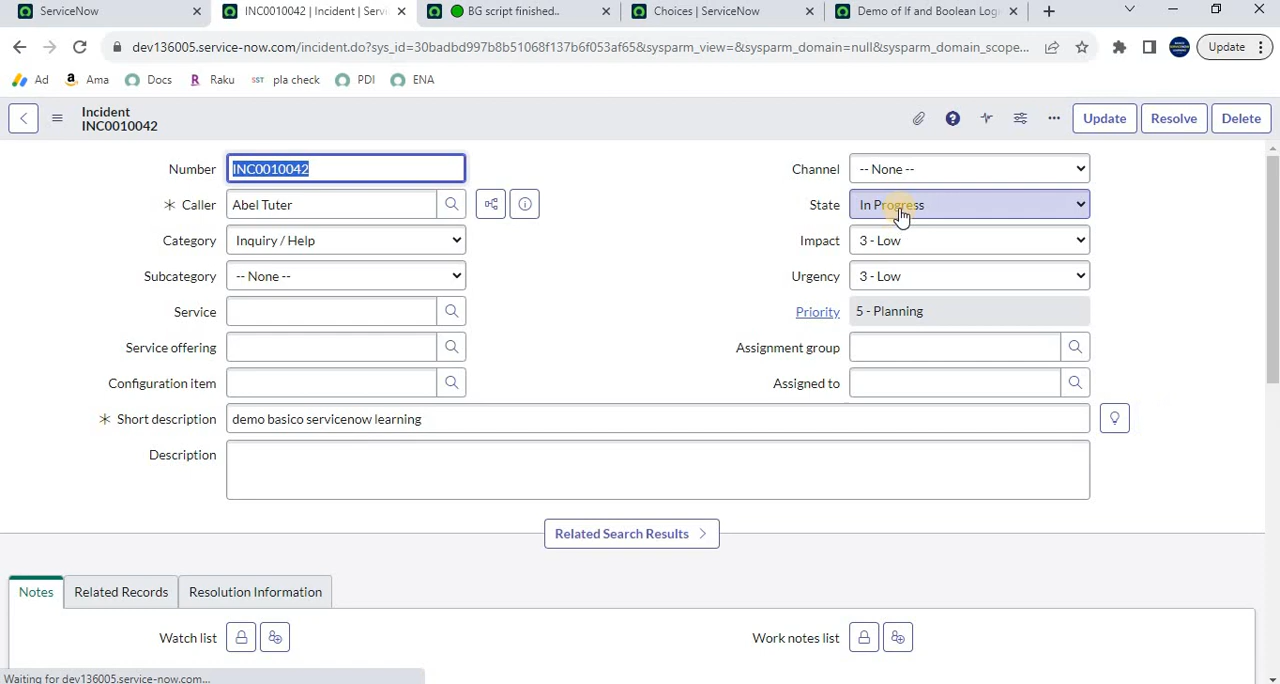 ServiceNow
INC0010042 | Incident | Servi
BG script finished..
Choices | ServiceNow
Demo of If and Boolean Logi
dev136005.service-now.com/incident.do?sys_id=30badbcd97b8b51068f137b6f053af65&sysparm_view=&sysparm_domain=null&sysparm_domain_scope...
Update
Ad
Ama
Docs
Raku
pla check
PDI
ENA
Incident
INC0010042
Update
Resolve
Delete
Number INC0010042
Channel -- None --
Caller Abel Tuter
State In Progress
Category Inquiry / Help
Impact 3 - Low
Subcategory -- None --
Urgency 3 - Low
Service
Priority 5 - Planning
Service offering
Assignment group
Configuration item
Assigned to
Short description demo basico servicenow learning
Description
Related Search Results
Notes
Related Records
Resolution Information
Watch list
Work notes list
Waiting for dev136005.service-now.com...